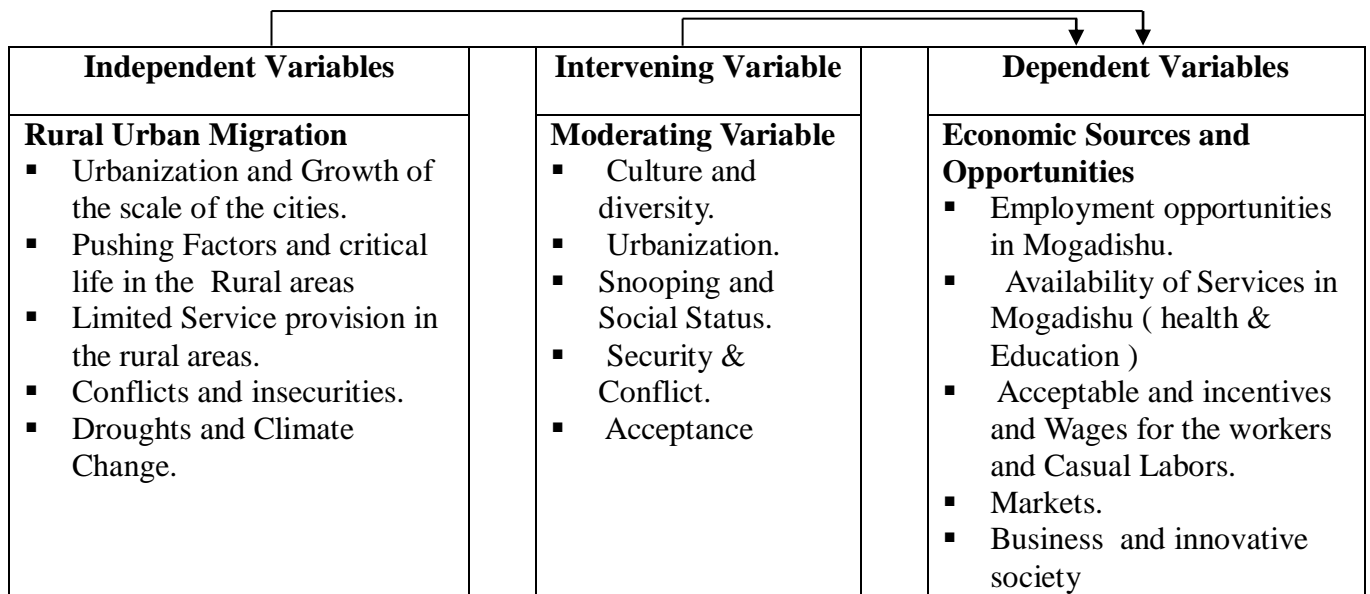 Independent Variables
Rural Urban Migration
▪ Urbanization and Growth of
the scale of the cities.
▪ Pushing Factors and critical
life in the Rural areas
▪ Limited Service provision in
the rural areas.
▪ Conflicts and insecurities.
▪ Droughts and Climate
Change.
Intervening Variable
Moderating Variable
▪ Culture and
diversity.
▪ Urbanization.
▪ Snooping and
Social Status.
▪ Security &
Conflict.
▪ Acceptance
Dependent Variables
Economic Sources and
Opportunities
▪ Employment opportunities
in Mogadishu.
▪ Availability of Services in
Mogadishu ( health &
Education )
▪ Acceptable and incentives
and Wages for the workers
and Casual Labors.
▪ Markets.
▪ Business and innovative
society